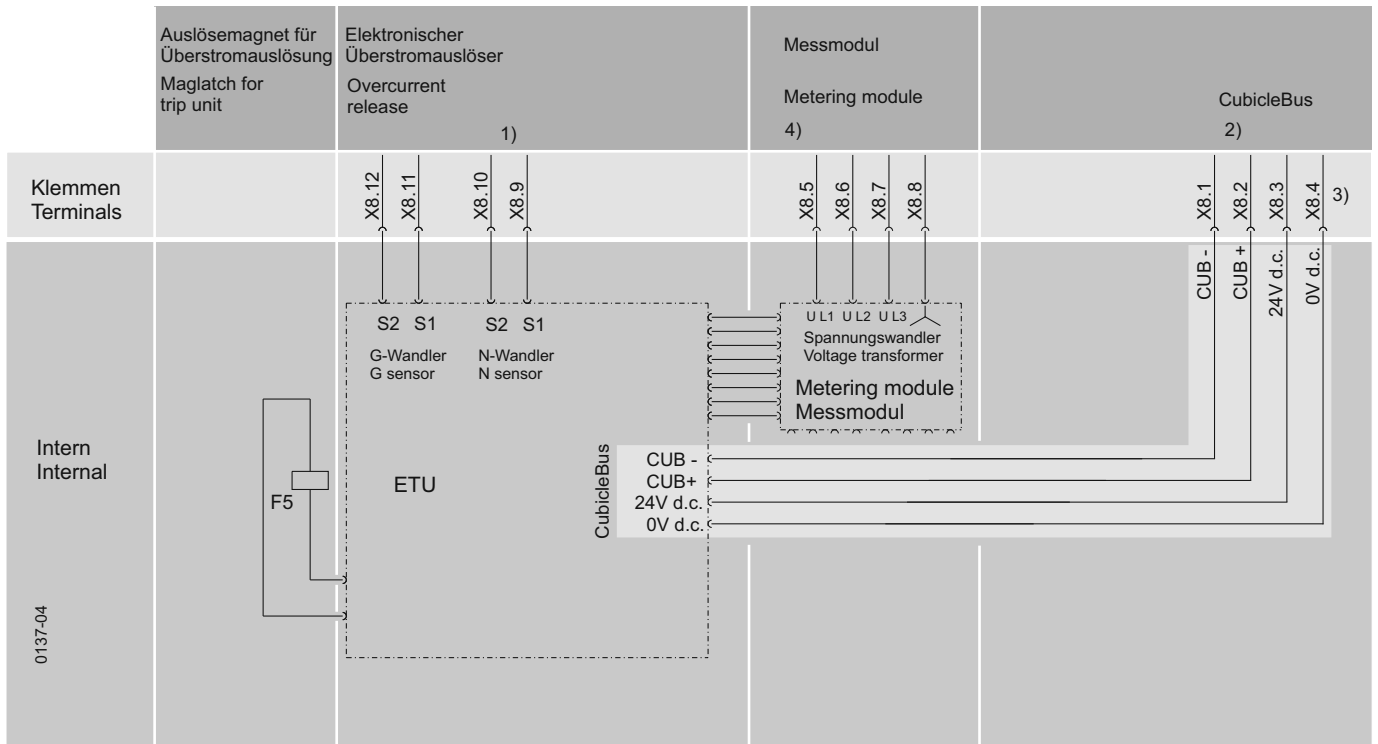 Auslösemagnet für
Überstromauslösung
Maglatch for
trip unit
Elektronischer
Überstromauslöser
Overcurrent
release
1)
Messmodul
Metering module
4)
CubicleBus
2)
Klemmen
Terminals
X8.12
X8.11
X8.10
X8.9
X8.5
X8.6
X8.7
X8.8
X8.1
X8.2
X8.3
X8.4
3)
CUB -
CUB +
24V d.c.
0V d.c.
S2 S1
S2 S1
G-Wandler
G sensor
N-Wandler
N sensor
U L1 U L2 U L3
Spannungswandler
Voltage transformer
Metering module
Messmodul
Intern
Internal
F5
ETU
CubicleBus
CUB -
CUB+
24V d.c.
0V d.c.
0137-04